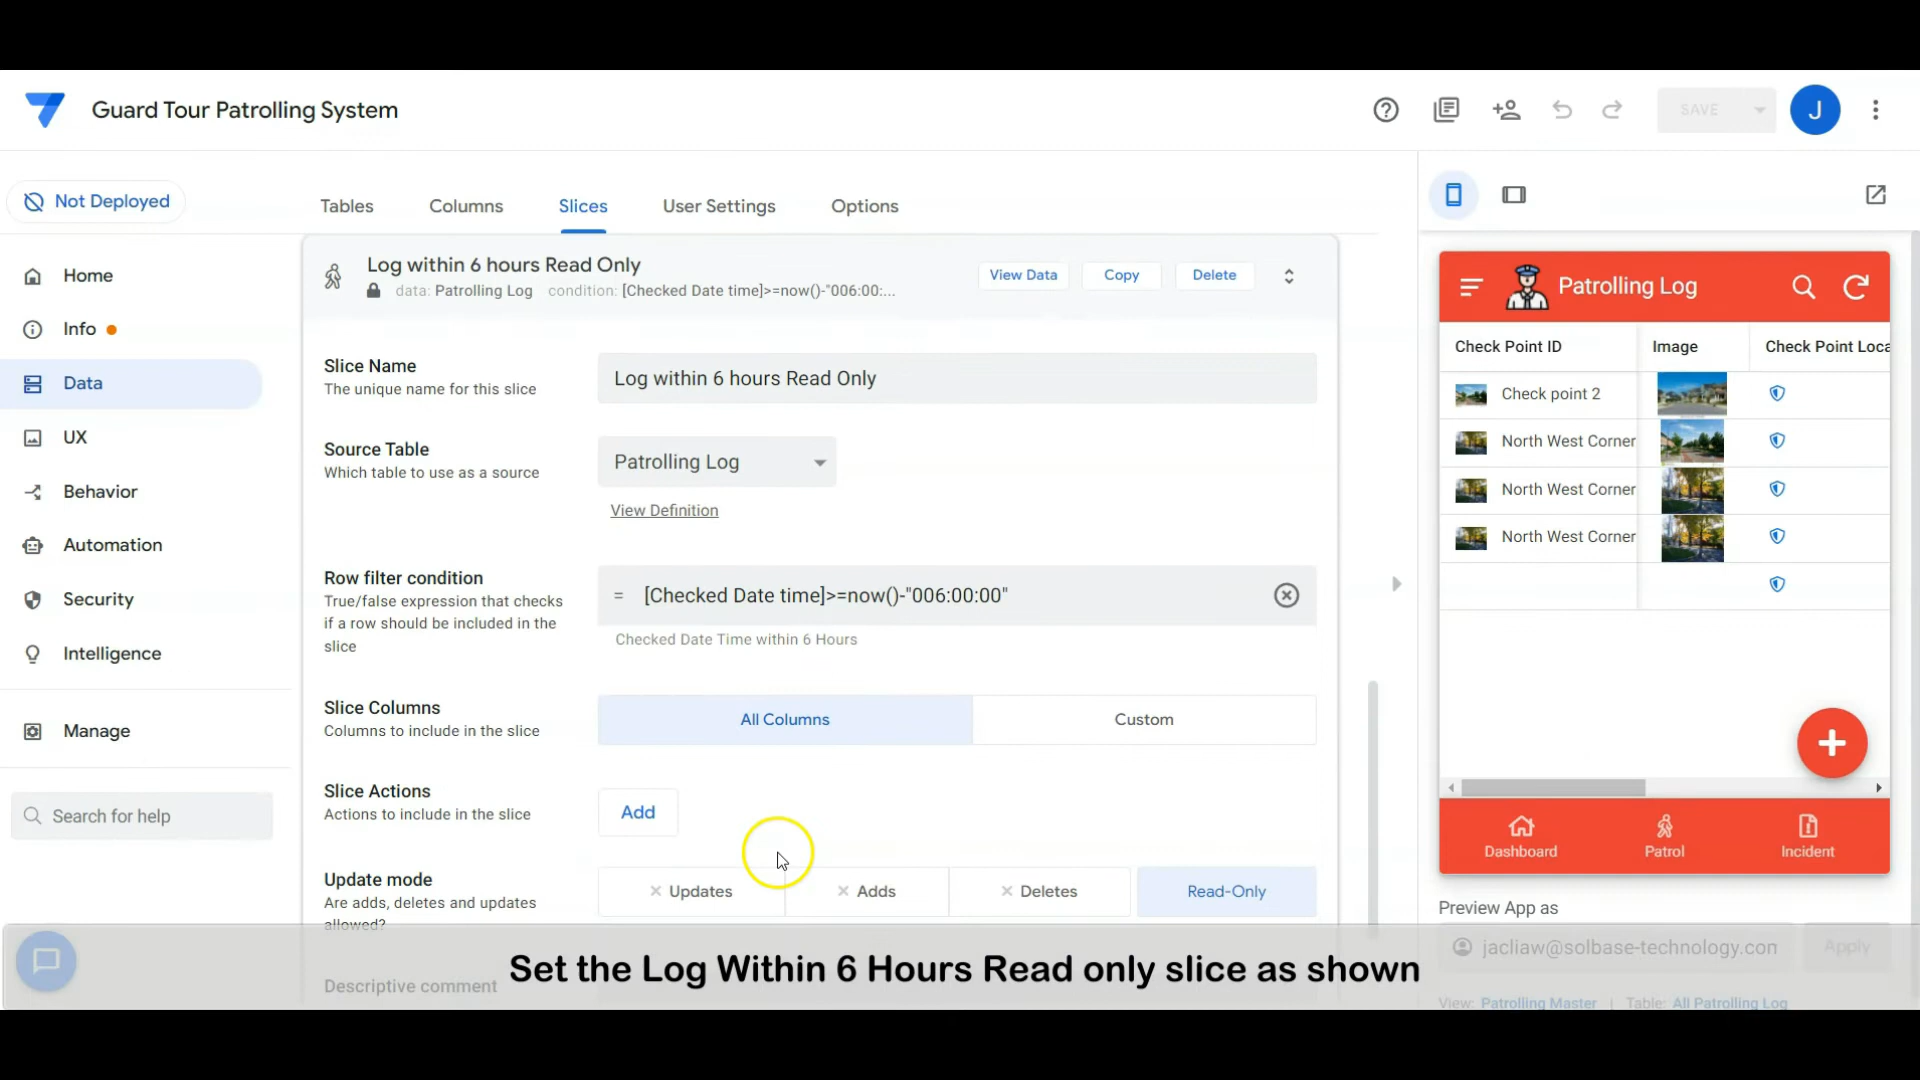 Guard Tour Patrolling System
SAVE
J
Not Deployed
Tables
Columns
Slices
User Settings
Options
Home
Info
Data
UX
Behavior
Automation
Security
Intelligence
Manage
Search for help
Log within 6 hours Read Only
data: Patrolling Log condition: [Checked Date time]>=now()-"006:00:...
View Data
Copy
Delete
Slice Name
The unique name for this slice
Log within 6 hours Read Only
Source Table
Which table to use as a source
Patrolling Log
View Definition
Row filter condition
True/false expression that checks
if a row should be included in the
slice
= [Checked Date time]>=now()-"006:00:00"
Checked Date Time within 6 Hours
Slice Columns
Columns to include in the slice
All Columns
Custom
Slice Actions
Actions to include in the slice
Add
Update mode
Are adds, deletes and updates
allowed?
Updates
Adds
Deletes
Read-Only
Descriptive comment
Set the Log Within 6 Hours Read only slice as shown
Patrolling Log
Check Point ID
Image
Check Point Loca
Check point 2
North West Corner
North West Corner
North West Corner
Dashboard
Patrol
Incident
Preview App as
jacliaw@solbase-technology.con
Apply
View: Patrolling Master | Table: All Patrolling Log